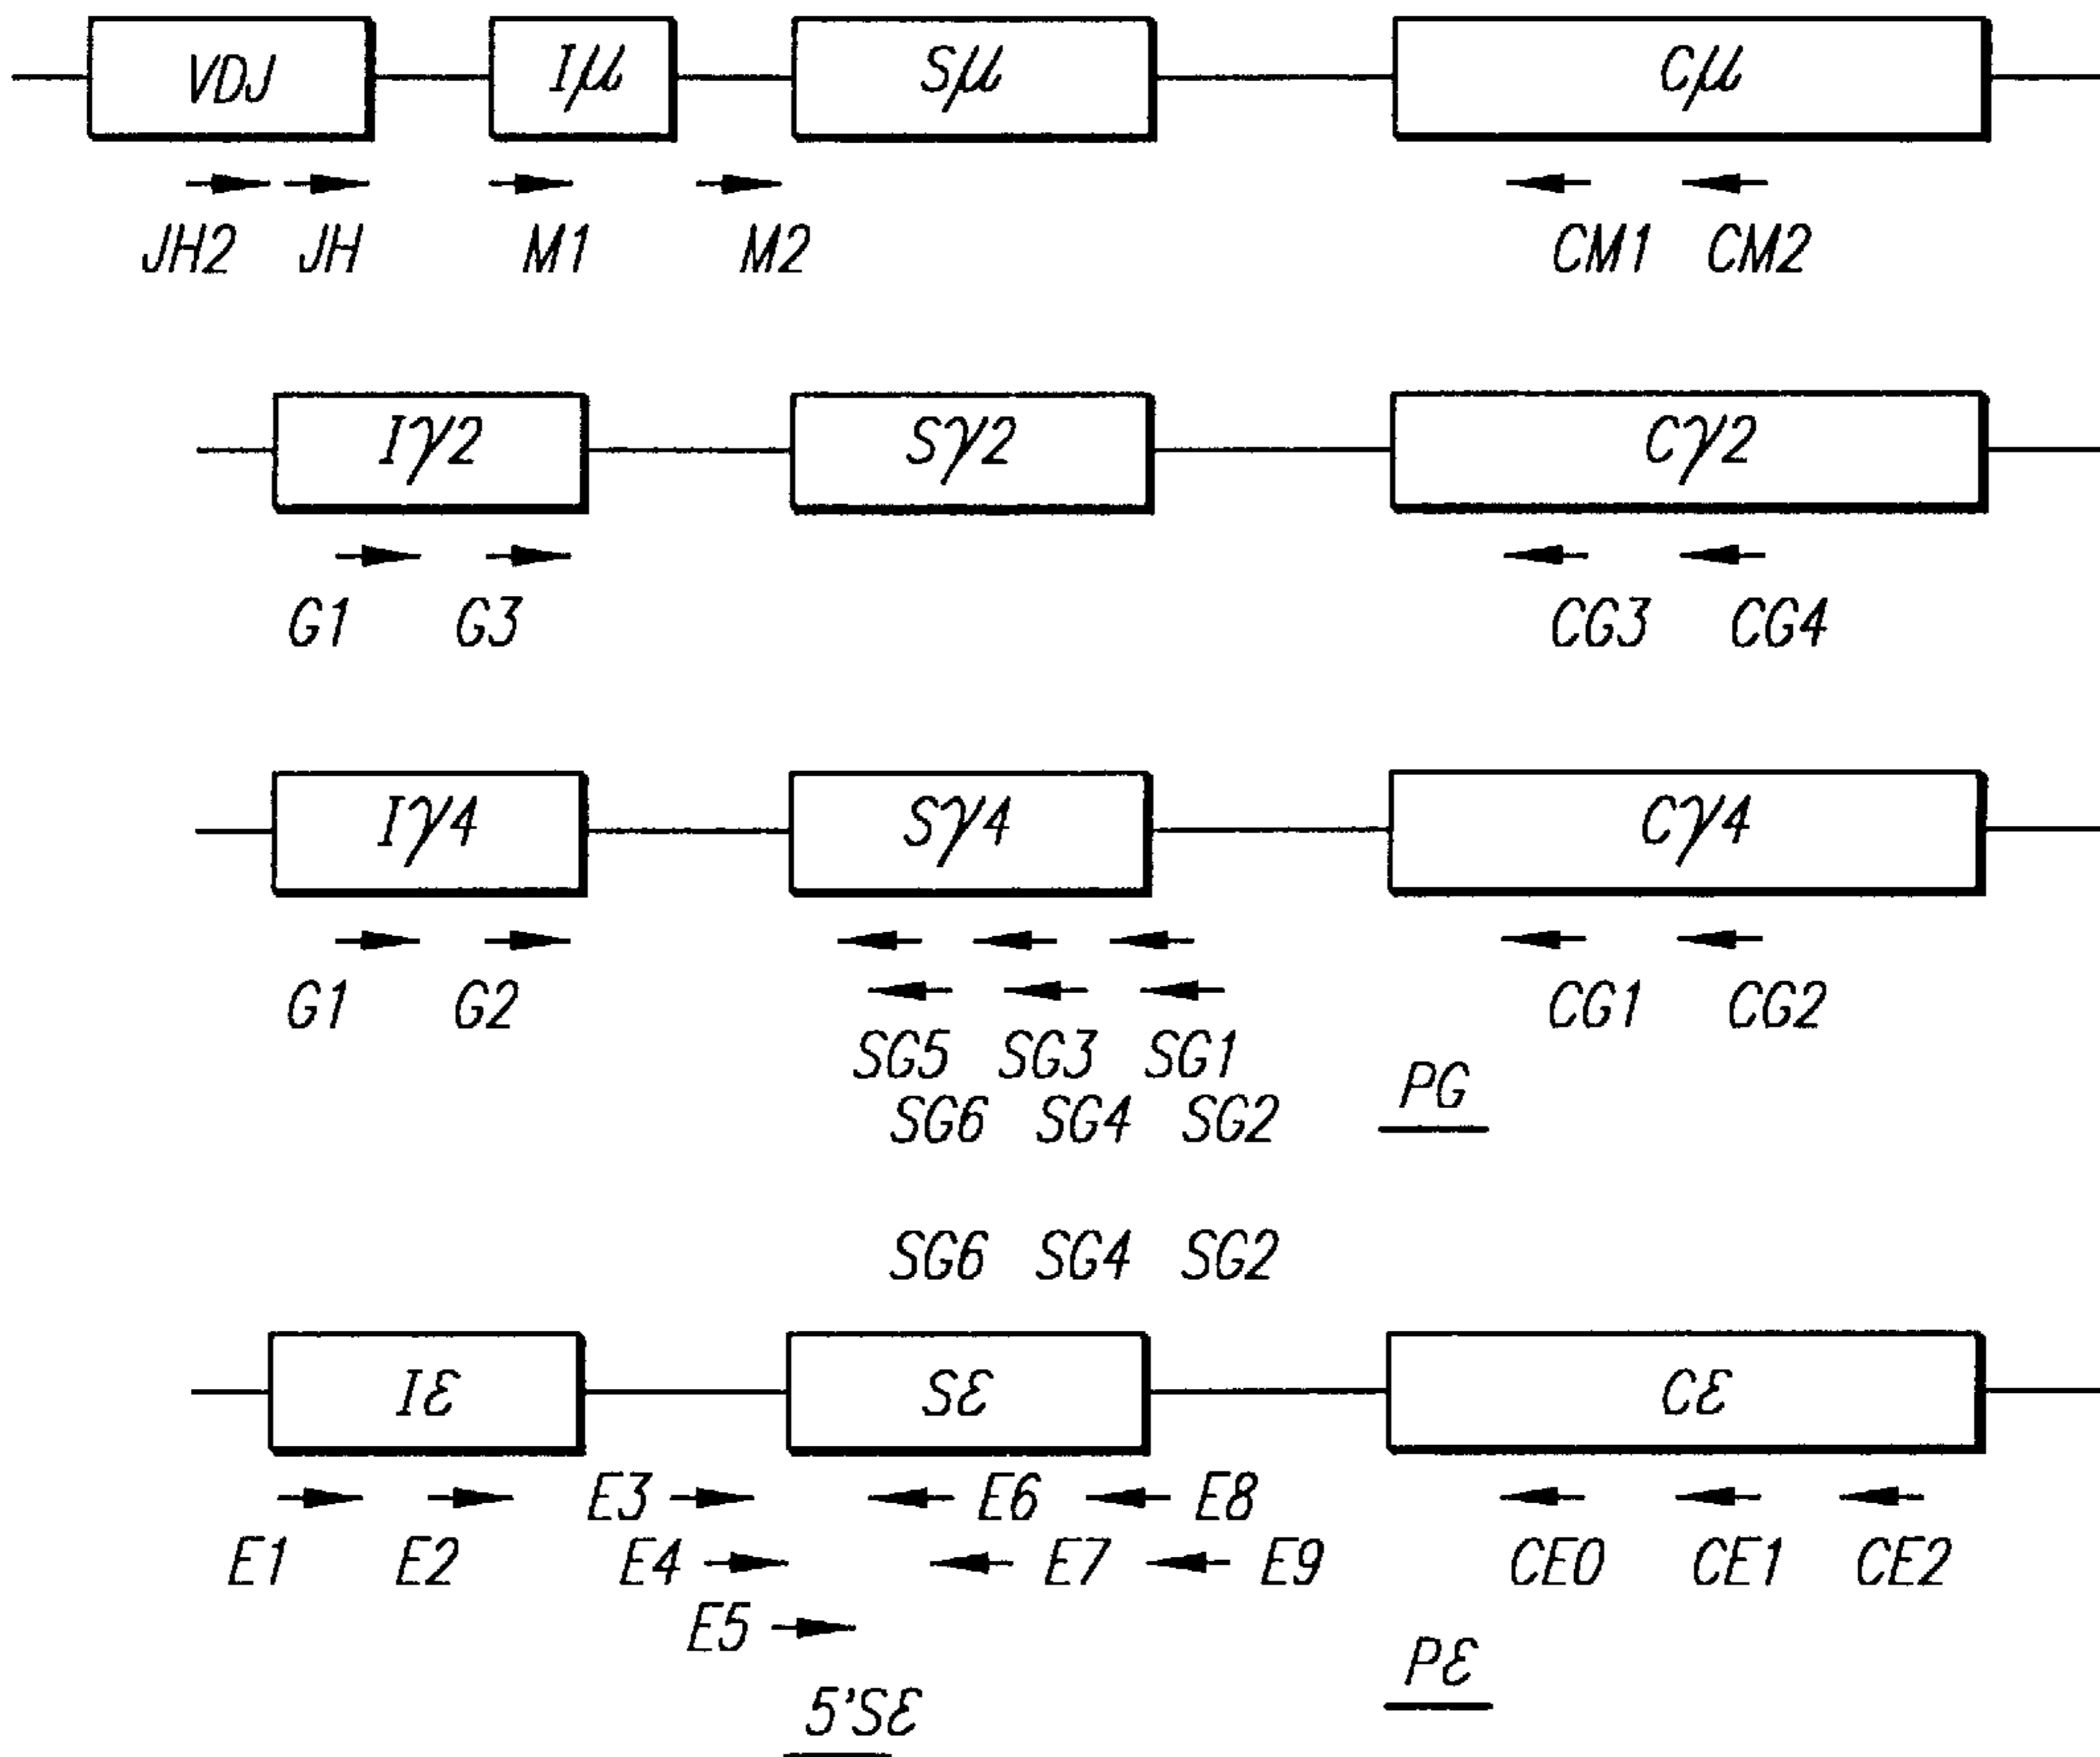 VDJ Iμ Sμ Cμ
JH2 JH M1 M2 CM1 CM2
Iγ2 Sγ2 Cγ2
G1 G3 CG3 CG4
Iγ4 Sγ4 Cγ4
G1 G2 CG1 CG2
SG5 SG3 SG1
PG
SG6 SG4 SG2
SG6 SG4 SG2
Iε Sε Cε
E3 E6 E8
E1 E2 E4 E7 E9 CE0 CE1 CE2
E5
Pε
5'Sε